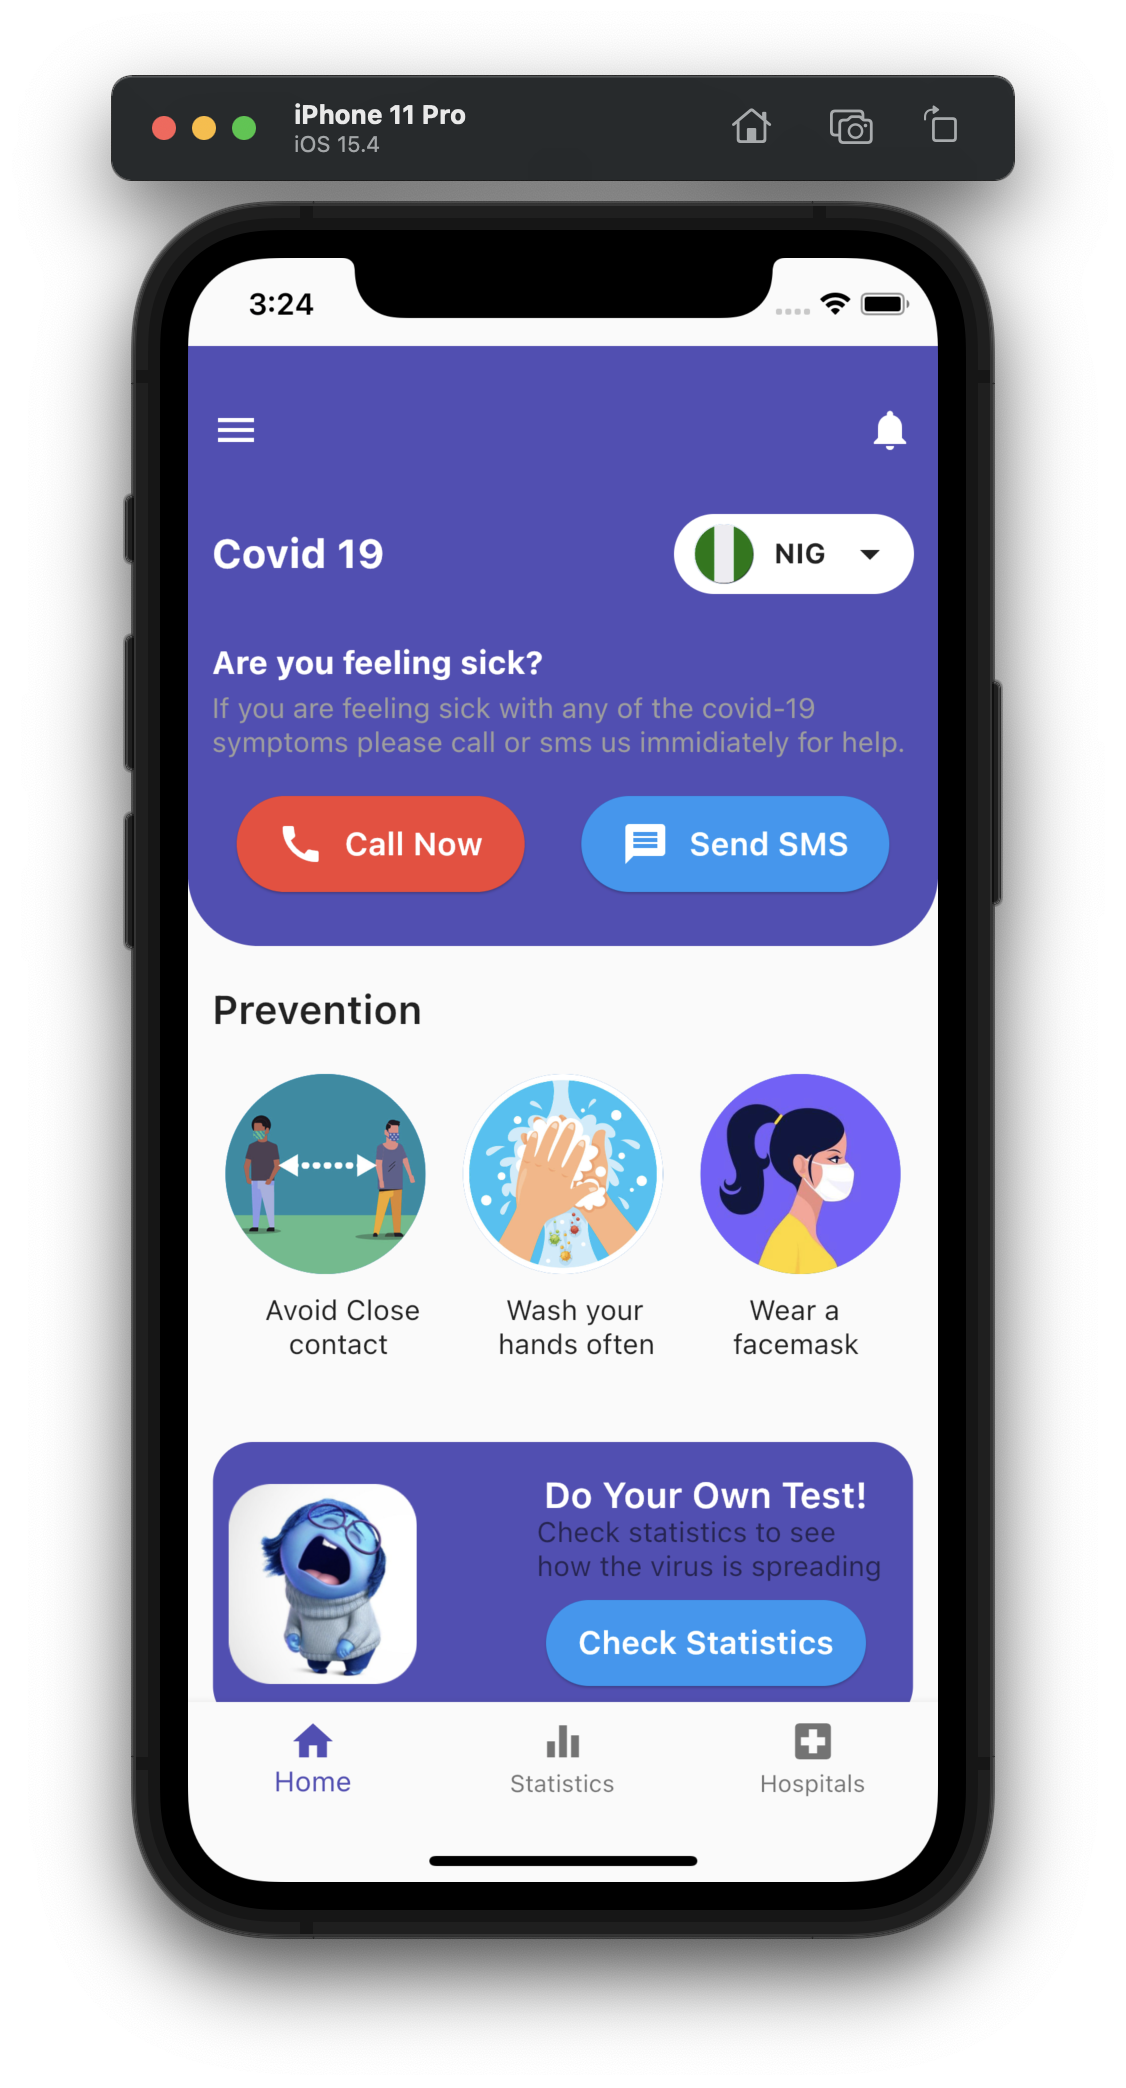 iPhone 11 Pro
iOS 15.4
3:24
Covid 19
NIG
Are you feeling sick?
If you are feeling sick with any of the covid-19
symptoms please call or sms us immidiately for help.
Call Now
Send SMS
Prevention
Avoid Close
contact
Wash your
hands often
Wear a
facemask
Do Your Own Test!
Check statistics to see
how the virus is spreading
Check Statistics
Home
Statistics
Hospitals